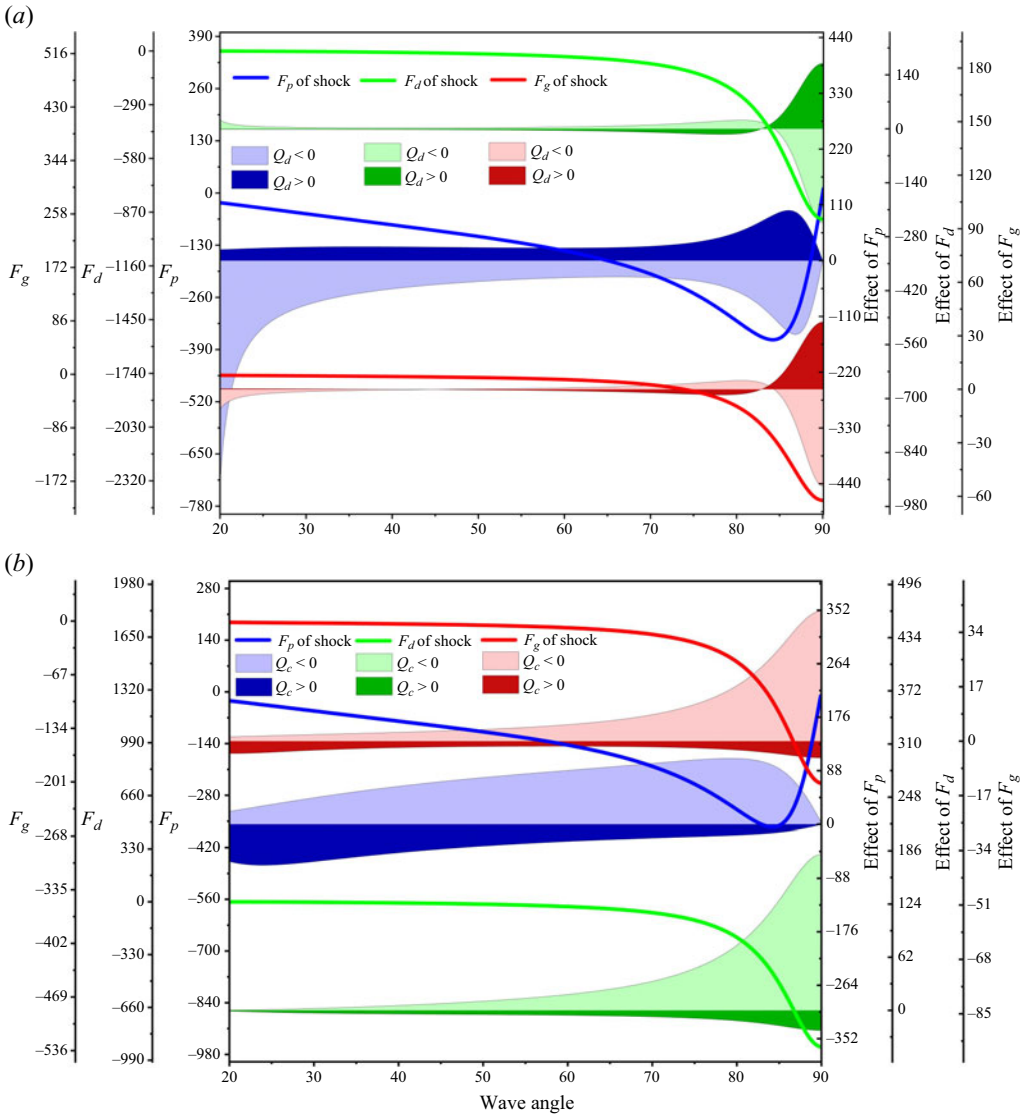 (a)
F_p of shock F_d of shock F_g of shock
Q_d < 0 Q_d < 0 Q_d < 0
Q_d > 0 Q_d > 0 Q_d > 0
516 430 344 258 172 86 0 –86 –172
F_g
0 –290 –580 –870 –1160 –1450 –1740 –2030 –2320
F_d
390 260 130 0 –130 –260 –390 –520 –650 –780
F_p
440 330 220 110 0 –110 –220 –330 –440
Effect of F_p
140 0 –140 –280 –420 –560 –700 –840 –980
Effect of F_d
180 150 120 90 60 30 0 –30 –60
Effect of F_g
20 30 40 50 60 70 80 90
(b)
F_p of shock F_d of shock F_g of shock
Q_c < 0 Q_c < 0 Q_c < 0
Q_c > 0 Q_c > 0 Q_c > 0
0 –67 –134 –201 –268 –335 –402 –469 –536
F_g
1980 1650 1320 990 660 330 0 –330 –660 –990
F_d
280 140 0 –140 –280 –420 –560 –700 –840 –980
F_p
352 264 176 88 0 –88 –176 –264 –352
Effect of F_p
496 434 372 310 248 186 124 62 0
Effect of F_d
34 17 0 –17 –34 –51 –68 –85
Effect of F_g
20 30 40 50 60 70 80 90
Wave angle